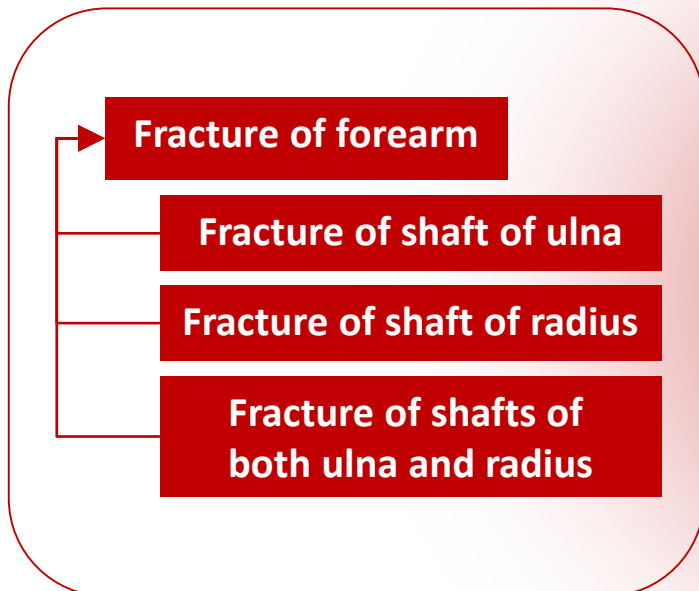 Fracture of forearm
Fracture of shaft of ulna
Fracture of shaft of radius
Fracture of shafts of
both ulna and radius